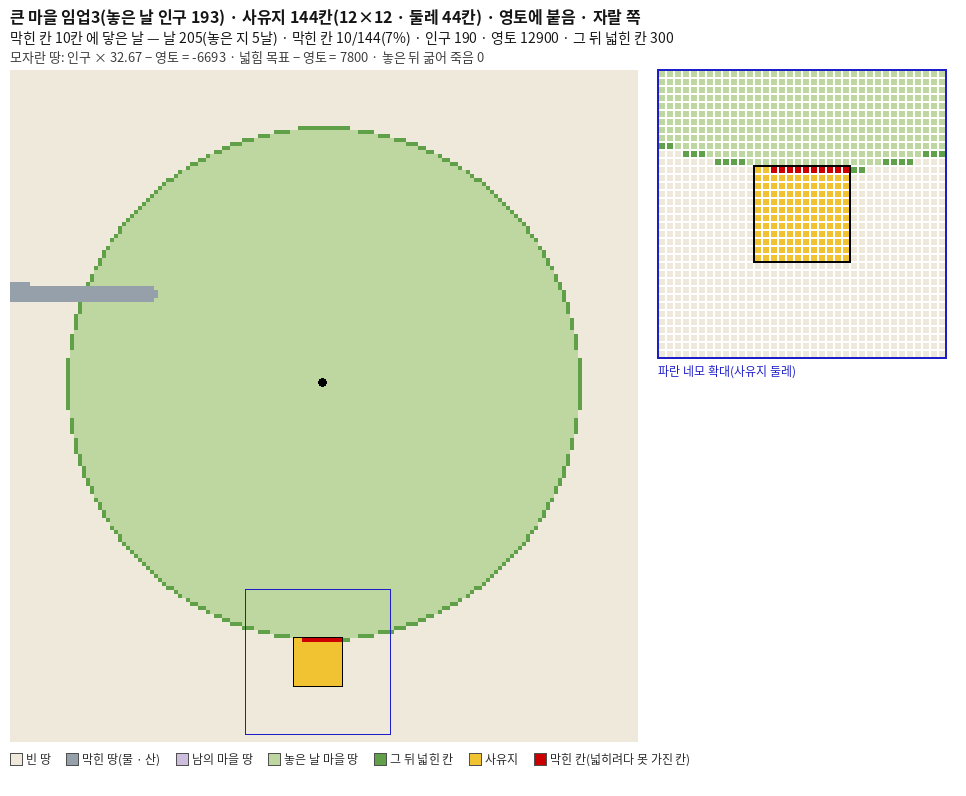 큰 마을 임업3(놓은 날 인구 193) · 사유지 144칸(12×12 · 둘레 44칸) · 영토에 붙음 · 자랄 쪽
막힌 칸 10칸 에 닿은 날 — 날 205(놓은 지 5날) · 막힌 칸 10/144(7%) · 인구 190 · 영토 12900 · 그 뒤 넓힌 칸 300
모자란 땅: 인구 × 32.67 − 영토 = -6693 · 넓힘 목표 − 영토 = 7800 · 놓은 뒤 굶어 죽음 0
파란 네모 확대(사유지 둘레)
빈 땅 막힌 땅(물 · 산) 남의 마을 땅 놓은 날 마을 땅 그 뒤 넓힌 칸 사유지 막힌 칸(넓히려다 못 가진 칸)